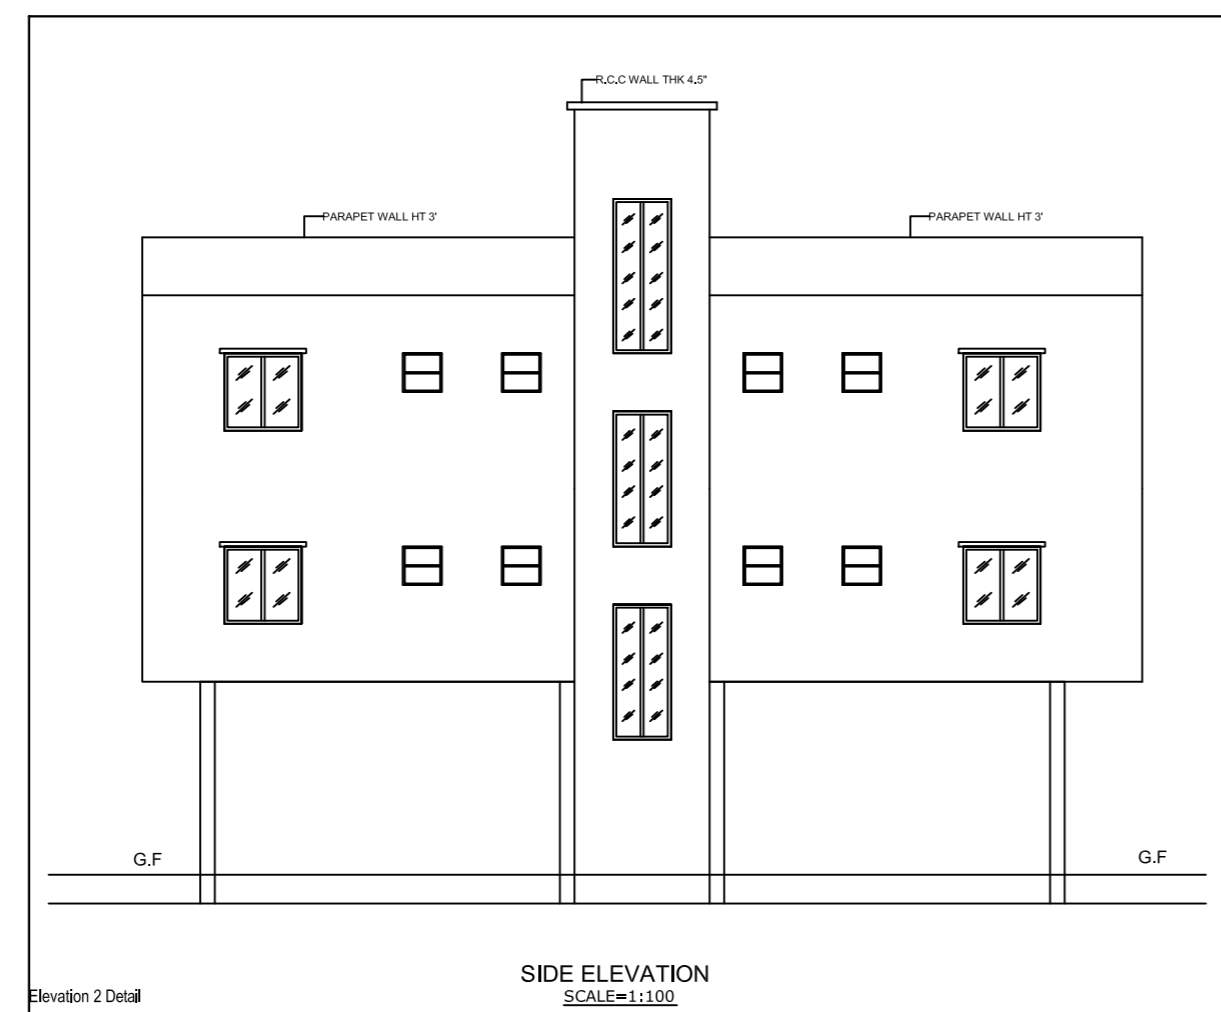 R.C.C WALL THK 4.5"
PARAPET WALL HT 3'
PARAPET WALL HT 3'
G.F
G.F
SIDE ELEVATION
SCALE=1:100
Elevation 2 Detail